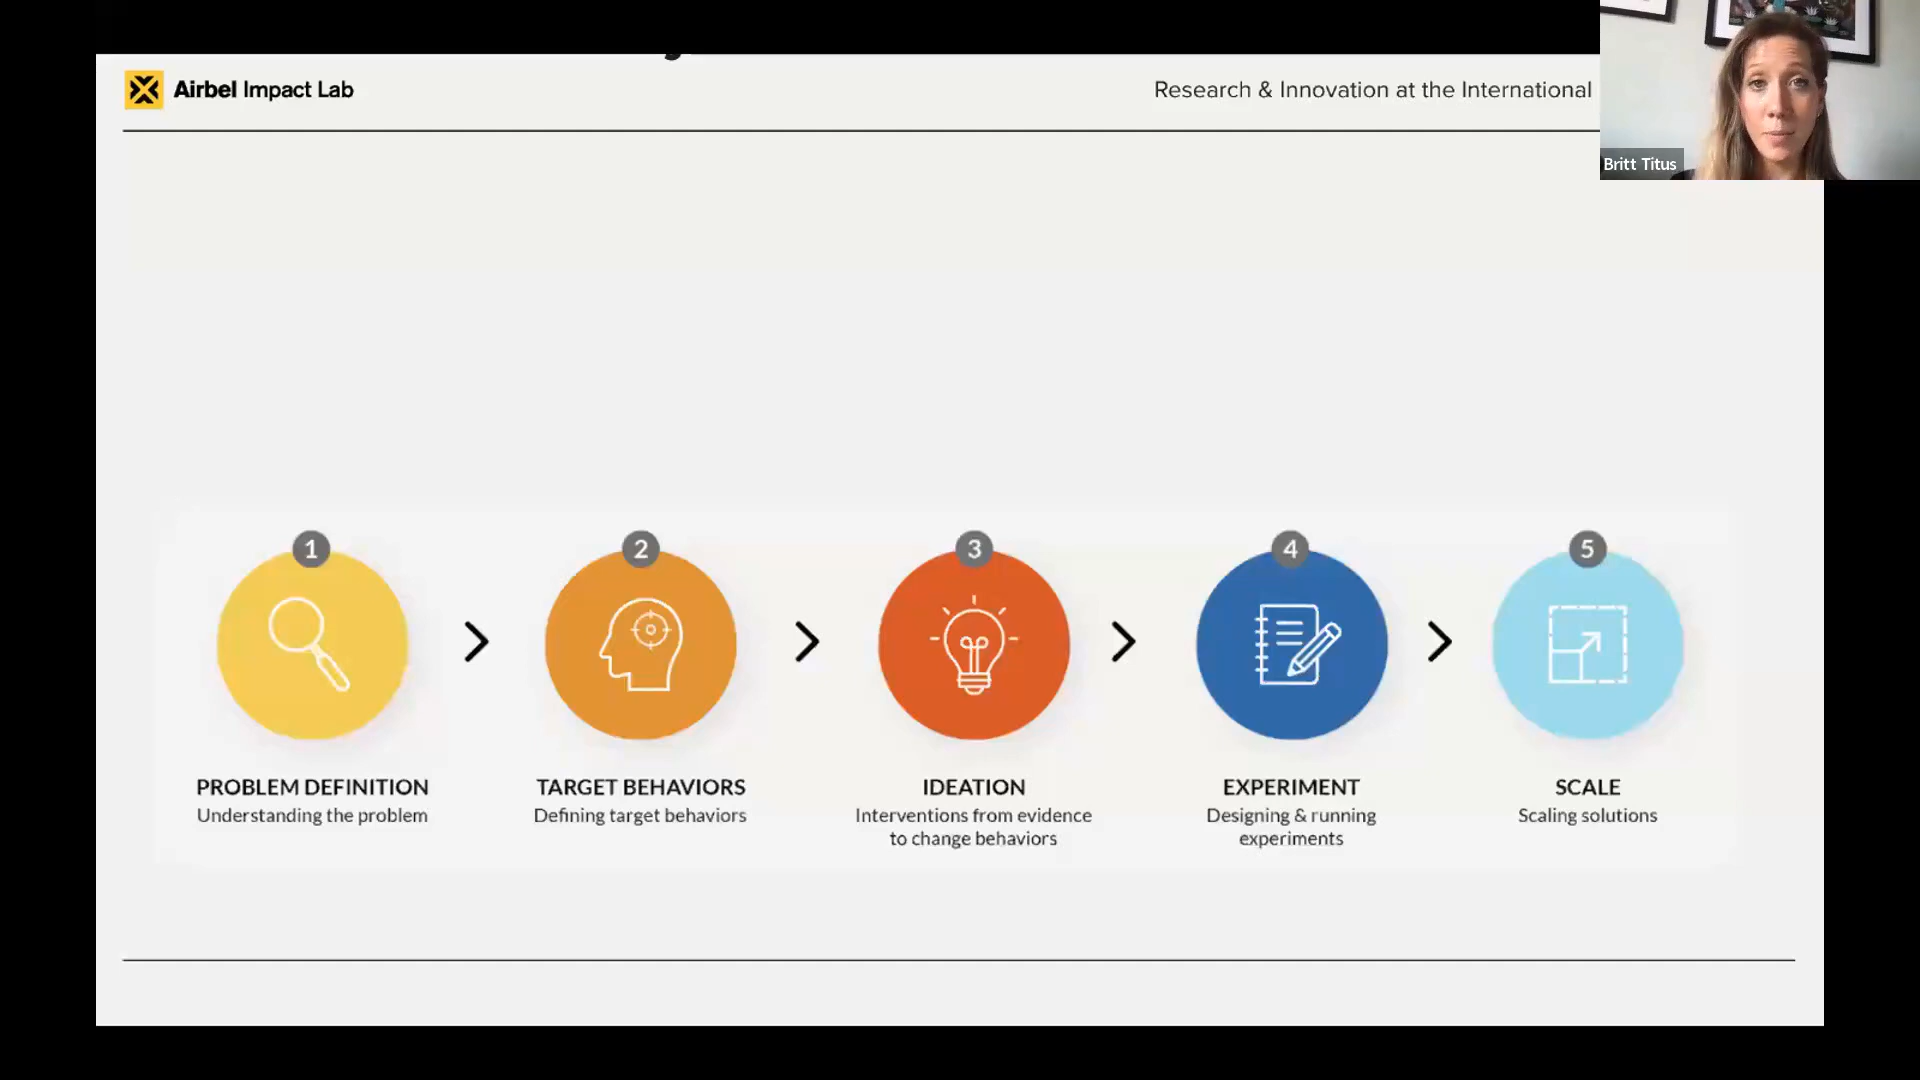 Airbel Impact Lab
Research & Innovation at the International
Britt Titus
1
2
3
4
5
PROBLEM DEFINITION
Understanding the problem
TARGET BEHAVIORS
Defining target behaviors
IDEATION
Interventions from evidence
to change behaviors
EXPERIMENT
Designing & running
experiments
SCALE
Scaling solutions